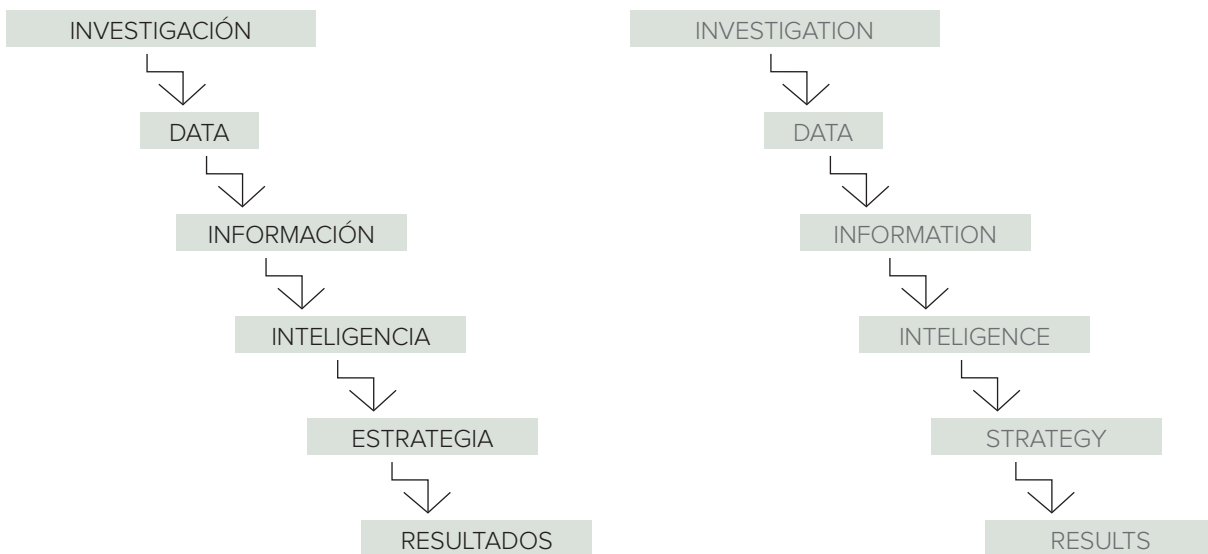 INVESTIGACIÓN
DATA
INFORMACIÓN
INTELIGENCIA
ESTRATEGIA
RESULTADOS
INVESTIGATION
DATA
INFORMATION
INTELIGENCE
STRATEGY
RESULTS